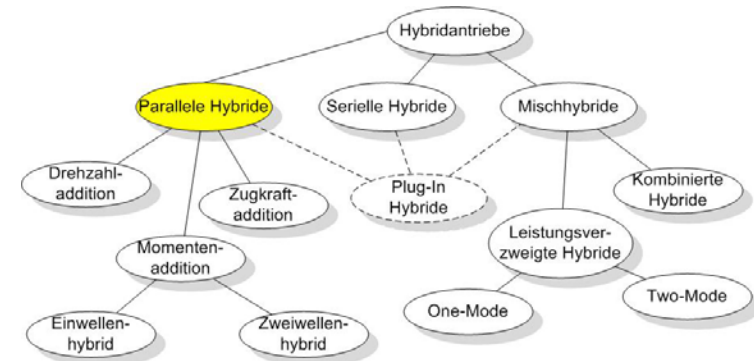 Hybridantriebe
Parallele Hybride
Serielle Hybride
Mischhybride
Drehzahl-
addition
Zugkraft-
addition
Plug-In
Hybride
Kombinierte
Hybride
Momenten-
addition
Leistungsver-
zweigte Hybride
Einwellen-
hybrid
Zweiwellen-
hybrid
One-Mode
Two-Mode